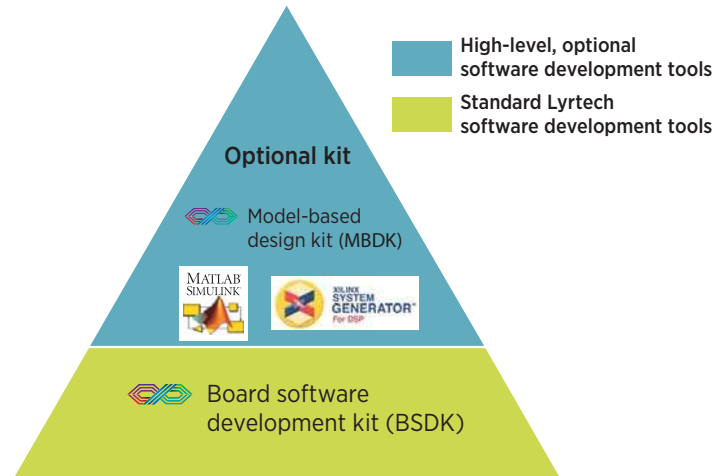 High-level, optional
software development tools
Standard Lyrtech
software development tools
Optional kit
Model-based
design kit (MBDK)
MATLAB
SIMULINK
XILINX
SYSTEM
GENERATOR™
For DSP
Board software
development kit (BSDK)